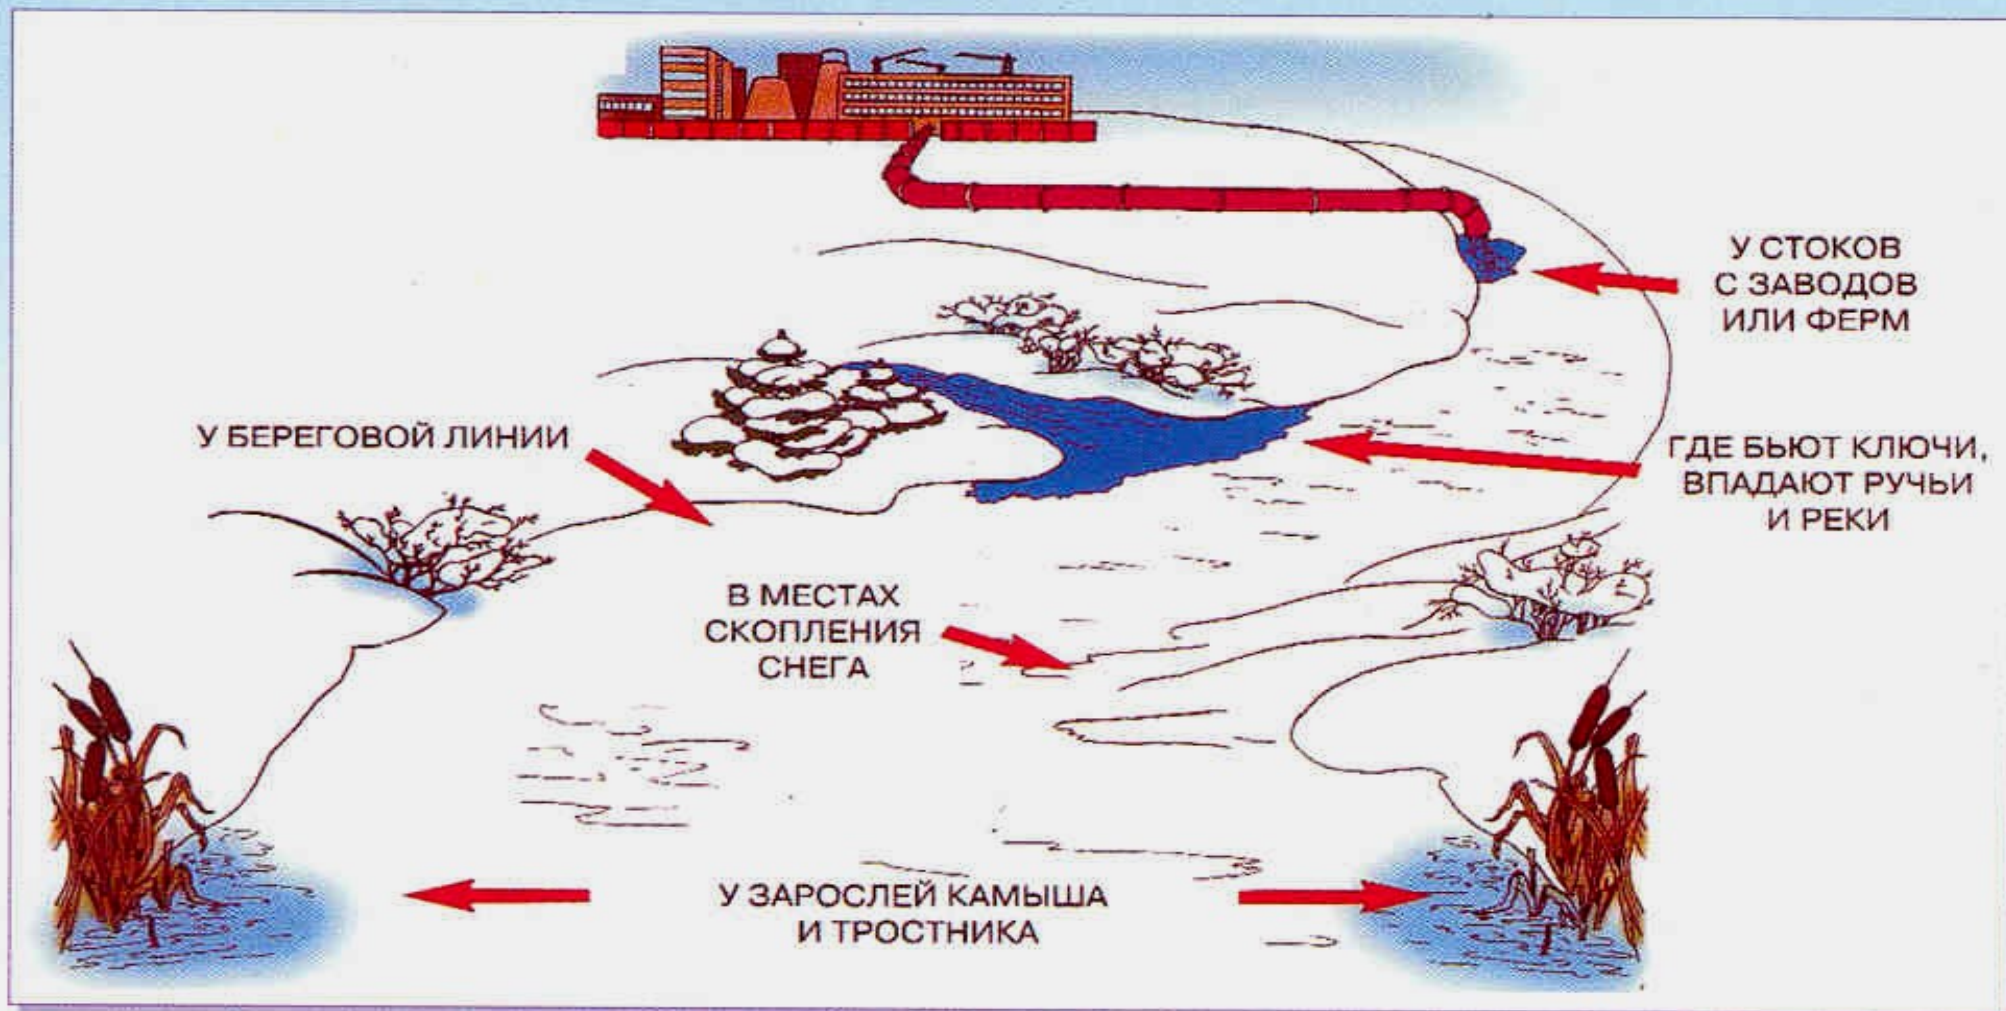 У СТОКОВ
С ЗАВОДОВ
ИЛИ ФЕРМ
У БЕРЕГОВОЙ ЛИНИИ
ГДЕ БЬЮТ КЛЮЧИ,
ВПАДАЮТ РУЧЬИ
И РЕКИ
В МЕСТАХ
СКОПЛЕНИЯ
СНЕГА
У ЗАРОСЛЕЙ КАМЫША
И ТРОСТНИКА